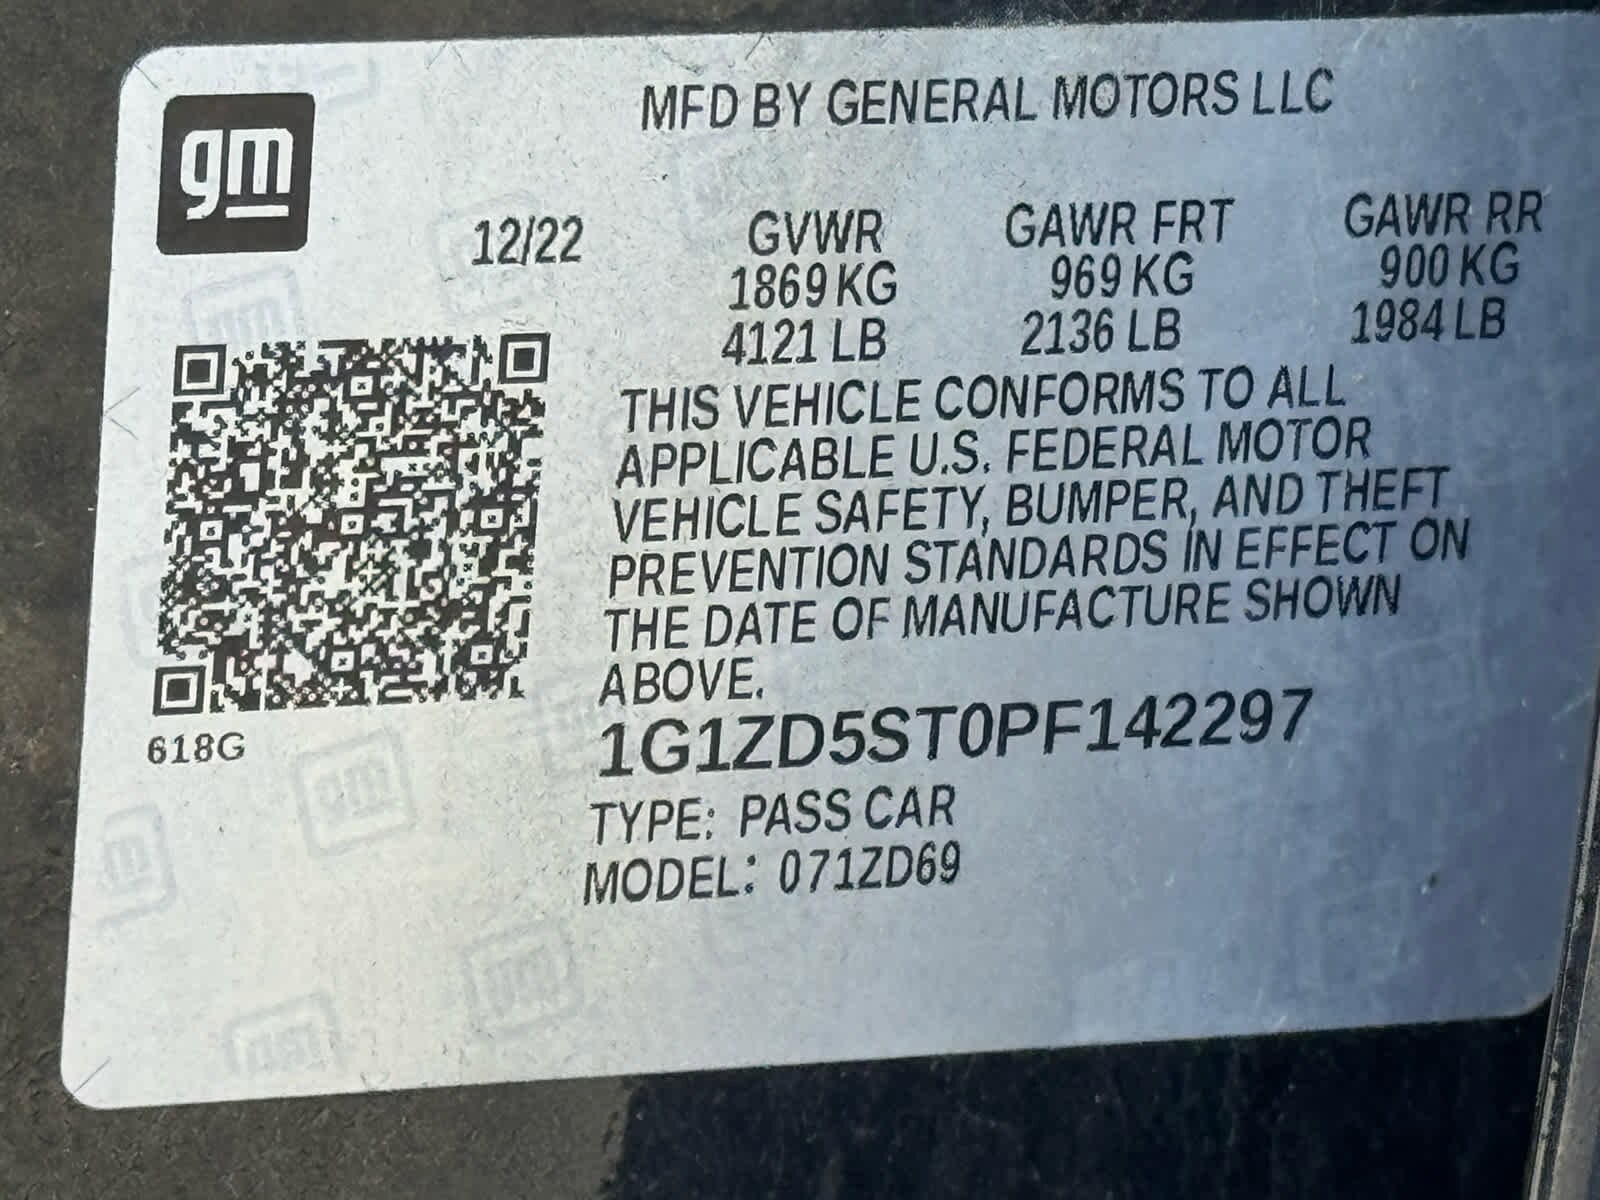 gm
MFD BY GENERAL MOTORS LLC
12/22 GVWR GAWR FRT GAWR RR
1869 KG 969 KG 900 KG
4121 LB 2136 LB 1984 LB
THIS VEHICLE CONFORMS TO ALL
APPLICABLE U.S. FEDERAL MOTOR
VEHICLE SAFETY, BUMPER, AND THEFT
PREVENTION STANDARDS IN EFFECT ON
THE DATE OF MANUFACTURE SHOWN
ABOVE.
1G1ZD5ST0PF142297
618G
TYPE: PASS CAR
MODEL: 071ZD69